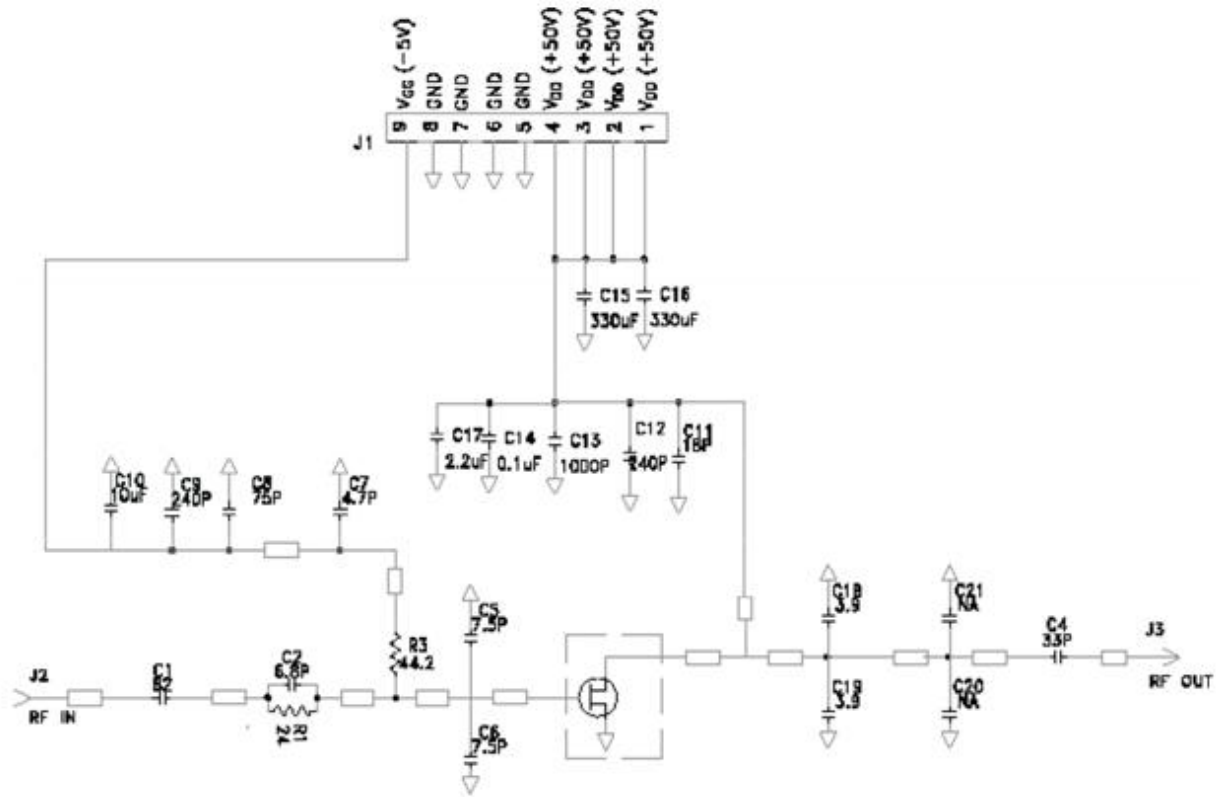 VGG (-5V)
GND
GND
GND
GND
VDD (+50V)
VDD (+50V)
VDD (+50V)
VDD (+50V)
J1
9 8 7 6 5 4 3 2 1
C15
330uF
C16
330uF
C17
2.2uF
C14
0.1uF
C13
1000P
C12
240P
C11
18P
C10
10uF
C9
240P
C8
75P
C7
4.7P
R3
44.2
C5
7.5P
C6
7.5P
J2
RF IN
C1
C2
6.8P
R1
24
C18
3.9
C19
3.9
C21
NA
C20
NA
C4
33P
J3
RF OUT